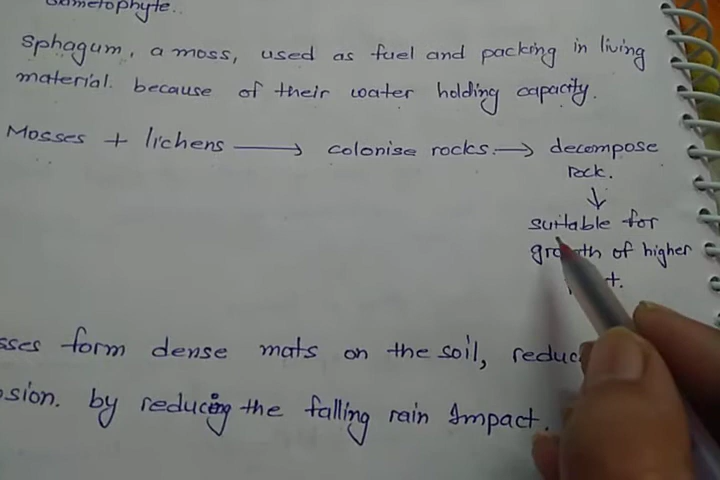 Gametophyte..
Sphagum, a moss, used as fuel and packing in living
material. because of their water holding capacity.
Mosses + lichens → colonise rocks. → decompose
rock.
↓
suitable for
of higher
form dense mats on the soil,
by reducing the falling rain Impact.